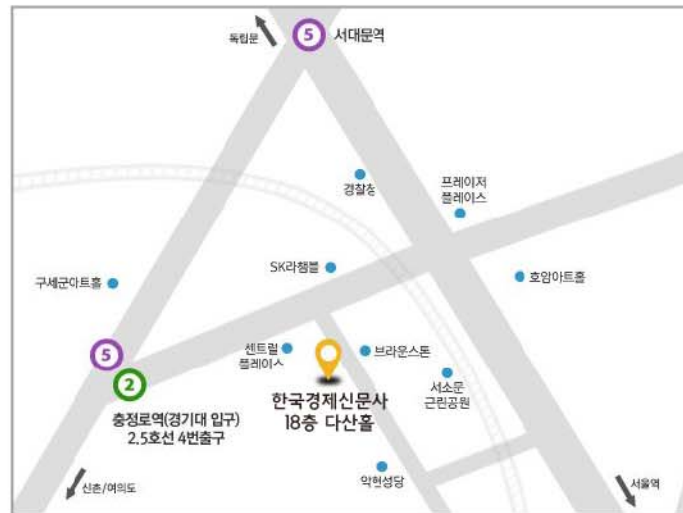 5
서대문역
독립문
경찰청
프레이저
플레이스
SK라챔블
호암아트홀
구세군아트홀
5
2
센트럴
플레이스
브라운스톤
서소문
근린공원
한국경제신문사
18층 다산홀
충정로역(경기대 입구)
2.5호선 4번출구
약현성당
신촌/여의도
서울역